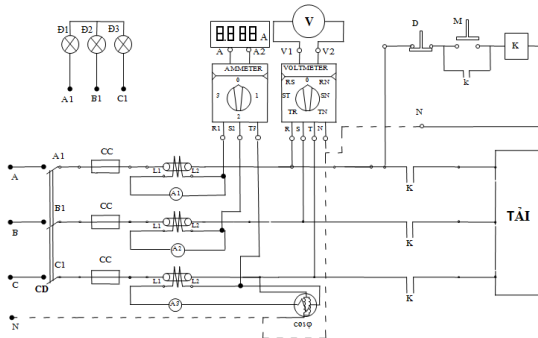 Đ1 Đ2 Đ3
A1 B1 C1
8.8.8.8 A
A A2
AMMETER
0
3 1
2
R1 S1 T3
V
V1 V2
VOLTMETER
0
RS RN
ST SN
TR TN
R S T N
D M K
k
N
A A1 CC L1 L2 K
A1
B B1 CC L1 L2 K
A2
C C1 CC L1 L2 K
CD
A3
N
cosφ
TẢI